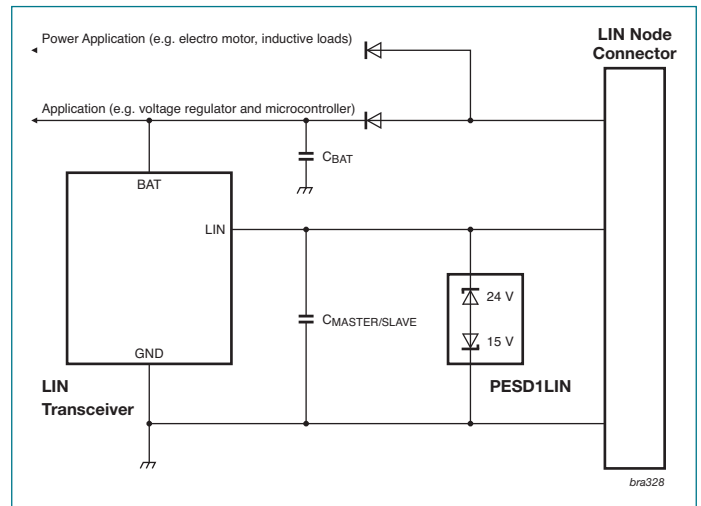 Power Application (e.g. electro motor, inductive loads)
LIN Node
Connector
Application (e.g. voltage regulator and microcontroller)
CBAT
BAT
LIN
24 V
CMASTER/SLAVE
15 V
GND
LIN
Transceiver
PESD1LIN
bra328